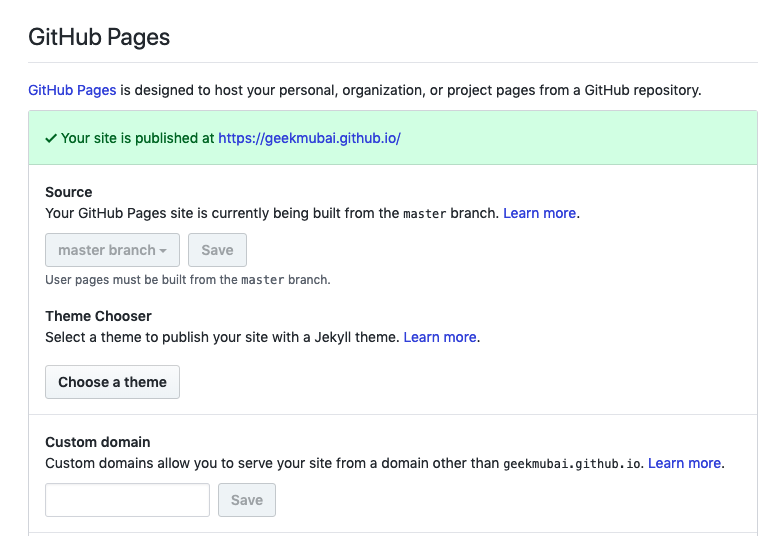 GitHub Pages
GitHub Pages is designed to host your personal, organization, or project pages from a GitHub repository.
✓ Your site is published at https://geekmubai.github.io/
Source
Your GitHub Pages site is currently being built from the master branch. Learn more.
master branch Save
User pages must be built from the master branch.
Theme Chooser
Select a theme to publish your site with a Jekyll theme. Learn more.
Choose a theme
Custom domain
Custom domains allow you to serve your site from a domain other than geekmubai.github.io. Learn more.
Save